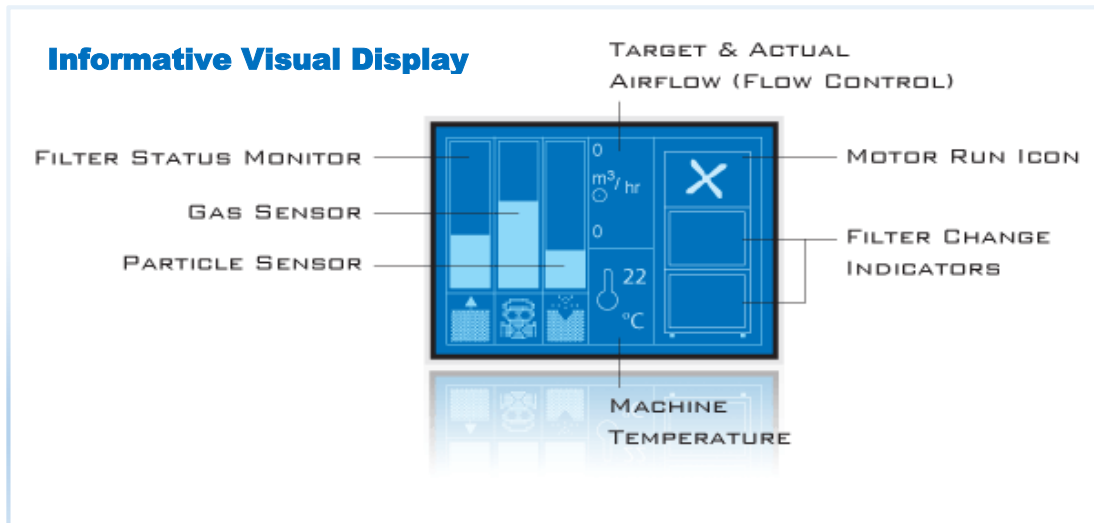 Informative Visual Display
TARGET & ACTUAL
AIRFLOW (FLOW CONTROL)
FILTER STATUS MONITOR
GAS SENSOR
PARTICLE SENSOR
0
m³/ hr
0
22
°C
MOTOR RUN ICON
FILTER CHANGE
INDICATORS
MACHINE
TEMPERATURE